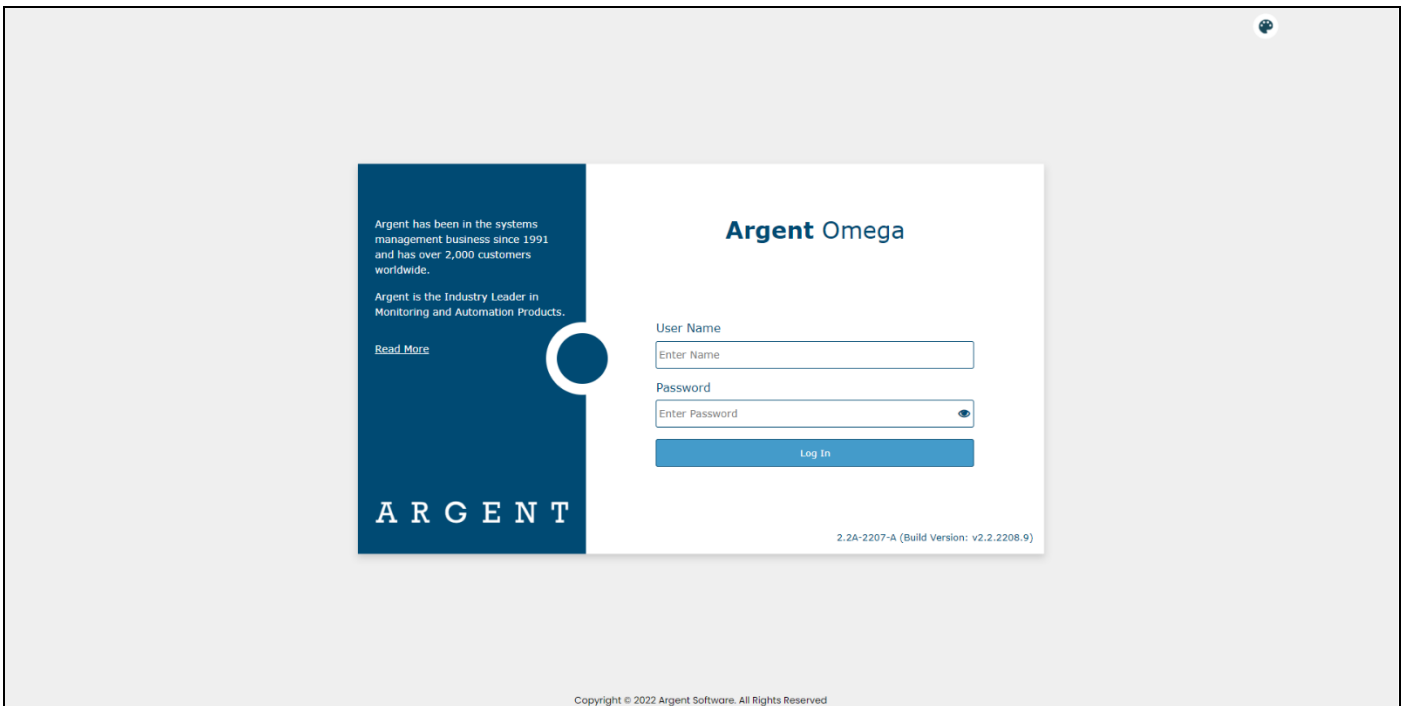 Argent has been in the systems
management business since 1991
and has over 2,000 customers
worldwide.
Argent is the Industry Leader in
Monitoring and Automation Products.
Read More
ARGENT
Argent Omega
User Name
Enter Name
Password
Enter Password
Log In
2.2A-2207-A (Build Version: v2.2.2208.9)
Copyright © 2022 Argent Software. All Rights Reserved